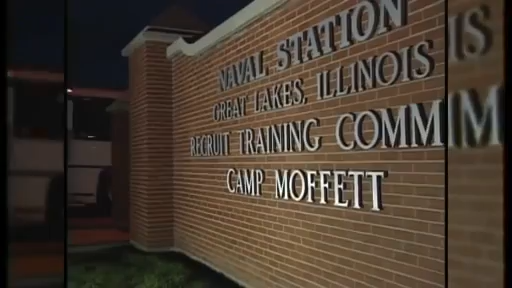 NAVAL STATION
GREAT LAKES, ILLINOIS
RECRUIT TRAINING COMM
CAMP MOFFETT